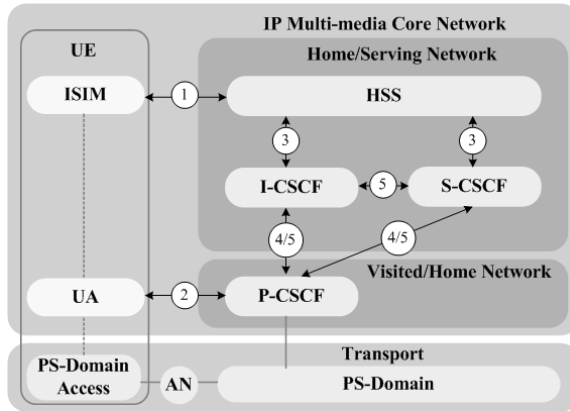 IP Multi-media Core Network
UE
Home/Serving Network
ISIM
1
HSS
3
3
I-CSCF
5
S-CSCF
4/5
4/5
Visited/Home Network
UA
2
P-CSCF
Transport
PS-Domain
Access
AN
PS-Domain